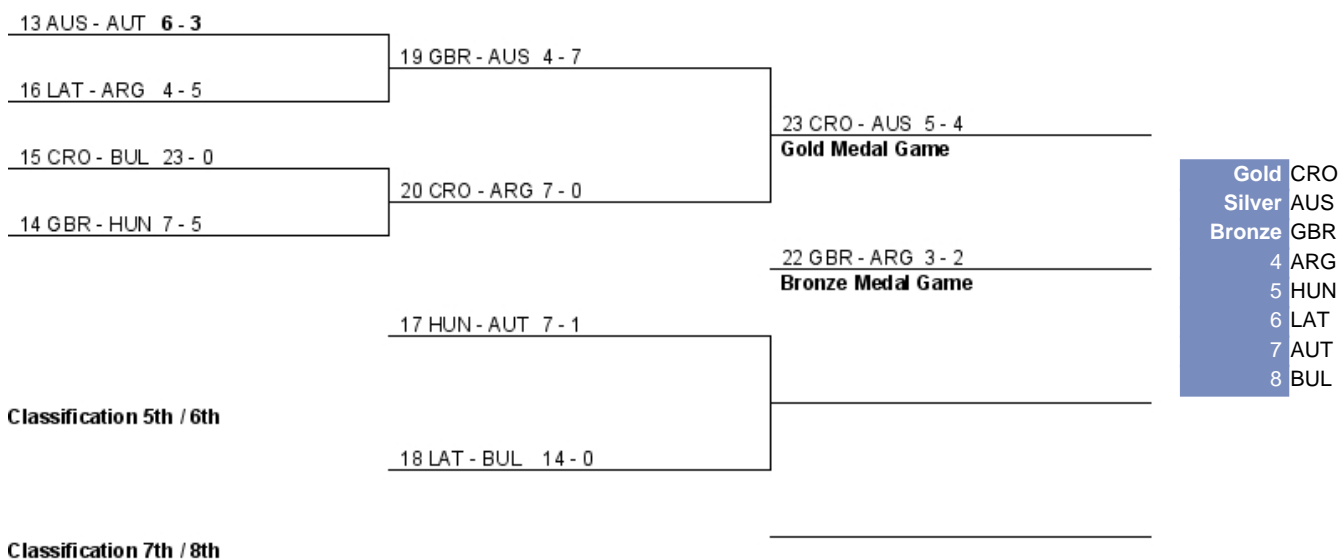 13 AUS - AUT 6 - 3
19 GBR - AUS 4 - 7
16 LAT - ARG 4 - 5
23 CRO - AUS 5 - 4
Gold Medal Game
15 CRO - BUL 23 - 0
20 CRO - ARG 7 - 0
14 GBR - HUN 7 - 5
22 GBR - ARG 3 - 2
Bronze Medal Game
17 HUN - AUT 7 - 1
Classification 5th / 6th
18 LAT - BUL 14 - 0
Classification 7th / 8th
Gold CRO
Silver AUS
Bronze GBR
4 ARG
5 HUN
6 LAT
7 AUT
8 BUL